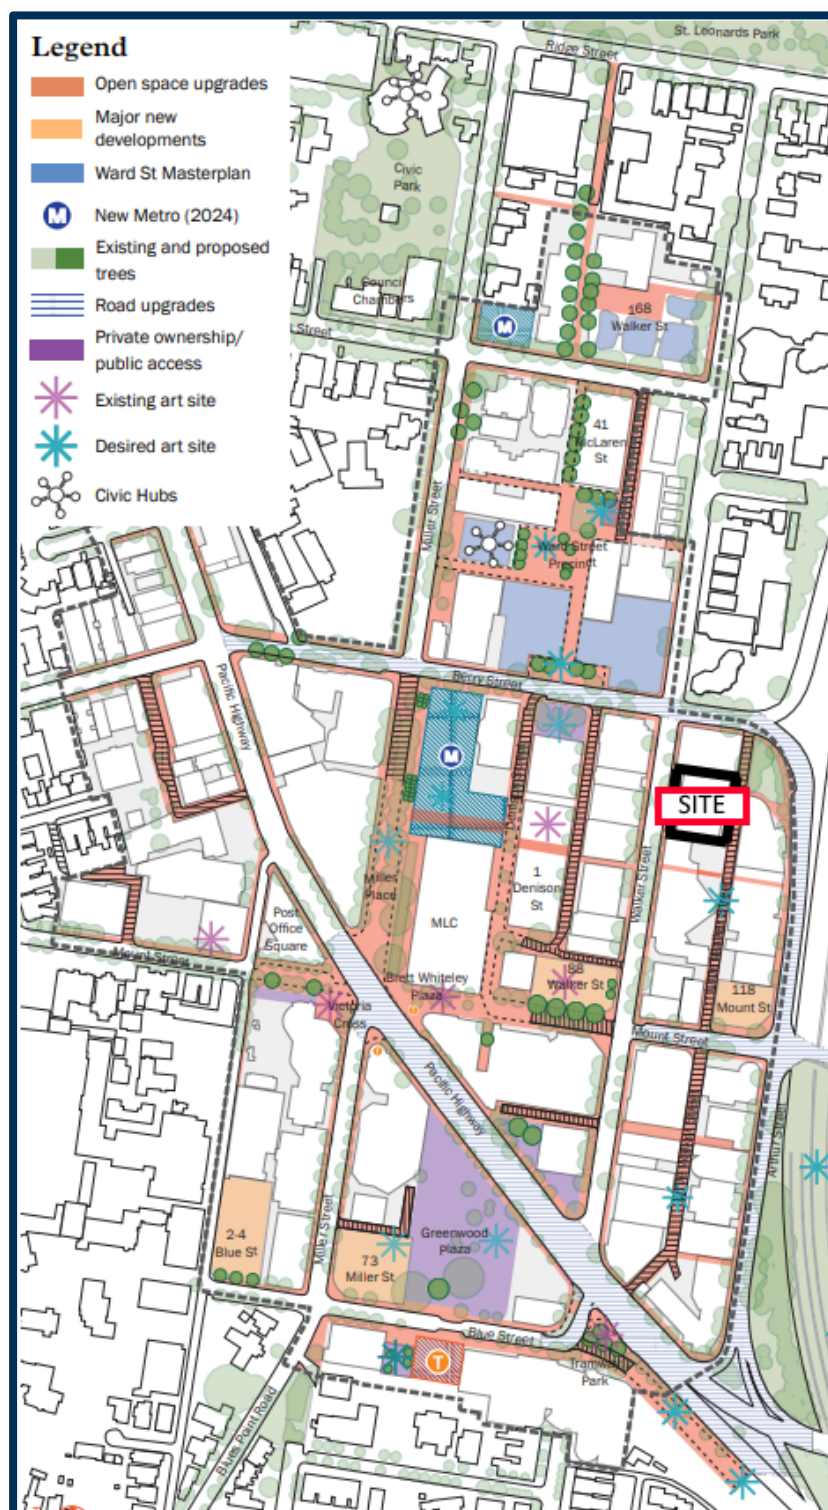 Legend
Open space upgrades
Major new
developments
Ward St Masterplan
M
New Metro (2024)
Existing and proposed
trees
Road upgrades
Private ownership/
public access
Existing art site
Desired art site
Civic Hubs
St. Leonards Park
Ridge Street
Civic
Park
Council
Chambers
Street
M
168
Walker St
41
McLaren
St
Miller Street
Ward Street
Precinct
Berry Street
Pacific Highway
M
SITE
Walker Street
Miller
Place
1
Denison
St
MLC
Post
Office
Square
Mount Street
Brett Whiteley
Plaza
88
Walker St
118
Mount St
Victoria
Cross
Mount Street
Pacific Highway
Arthur Street
Miller Street
2-4
Blue St
Greenwood
Plaza
73
Miller St
Blue Street
T
Tramway
Park
Blues Point Road